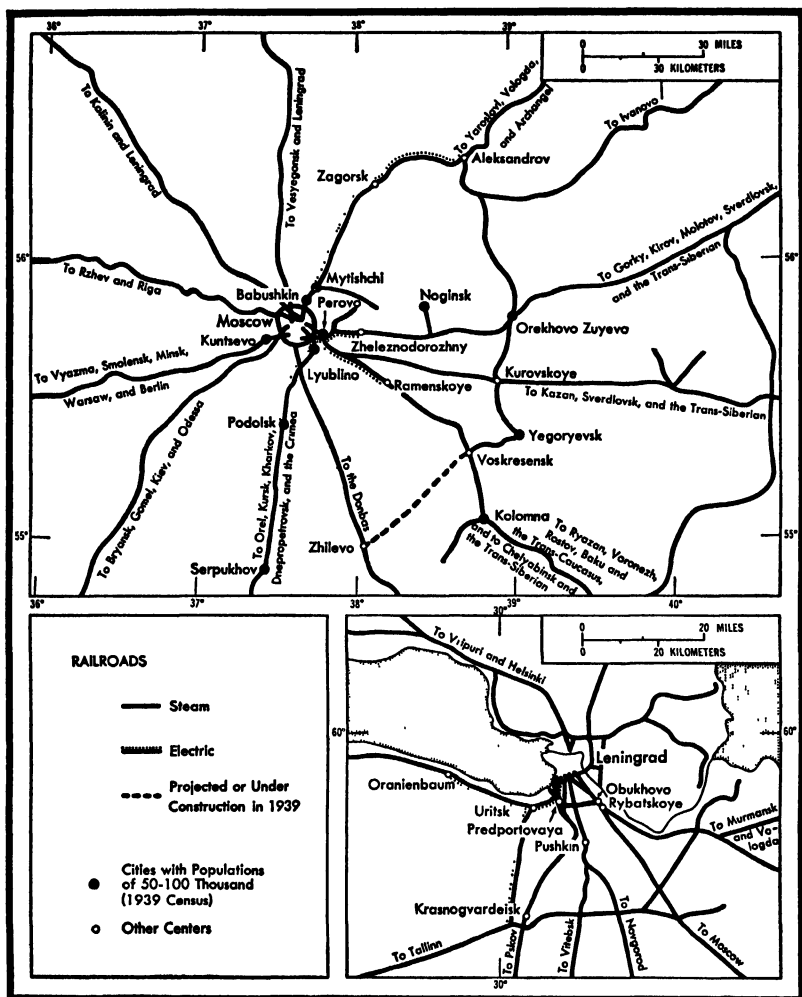 36°
37°
38°
39°
0 30 MILES
0 30 KILOMETERS
To Kalinin and Leningrad
To Vesyegonsk and Leningrad
To Yaroslavl, Vologda,
and Archangel
To Ivanovo
Aleksandrov
Zagorsk
56°
56°
To Gorky, Kirov, Molotov, Sverdlovsk,
and the Trans-Siberian
To Rzhev and Riga
Mytishchi
Babushkin
Perovo
Noginsk
Moscow
Orekhovo Zuyevo
Kuntsevo
Zheleznodorozhny
To Vyazma, Smolensk, Minsk,
Warsaw, and Berlin
Lyublino
Ramenskoye
Kurovskoye
To Kazan, Sverdlovsk, and the Trans-Siberian
To Bryansk, Gomel, Kiev, and Odessa
Podolsk
To Orel, Kursk, Kharkov,
Dnepropetrovsk, and the Crimea
To the Donbas
Yegoryevsk
Voskresensk
55°
55°
Kolomna
To Ryazan, Voronezh,
Rostov, Baku and
the Trans-Caucasus,
and to Chelyabinsk and
the Trans-Siberian
Zhilevo
Serpukhov
36°
37°
38°
39°
40°
RAILROADS
Steam
Electric
Projected or Under
Construction in 1939
Cities with Populations
of 50-100 Thousand
(1939 Census)
Other Centers
30°
0 20 MILES
0 20 KILOMETERS
To Viipuri and Helsinki
60°
60°
Leningrad
Oranienbaum
Obukhovo
Rybatskoye
Uritsk
Predportovaya
Pushkin
To Murmansk
and Vo-
logda
Krasnogvardeisk
To Tallinn
To Pskov
To Vitebsk
To Novgorod
To Moscow
30°